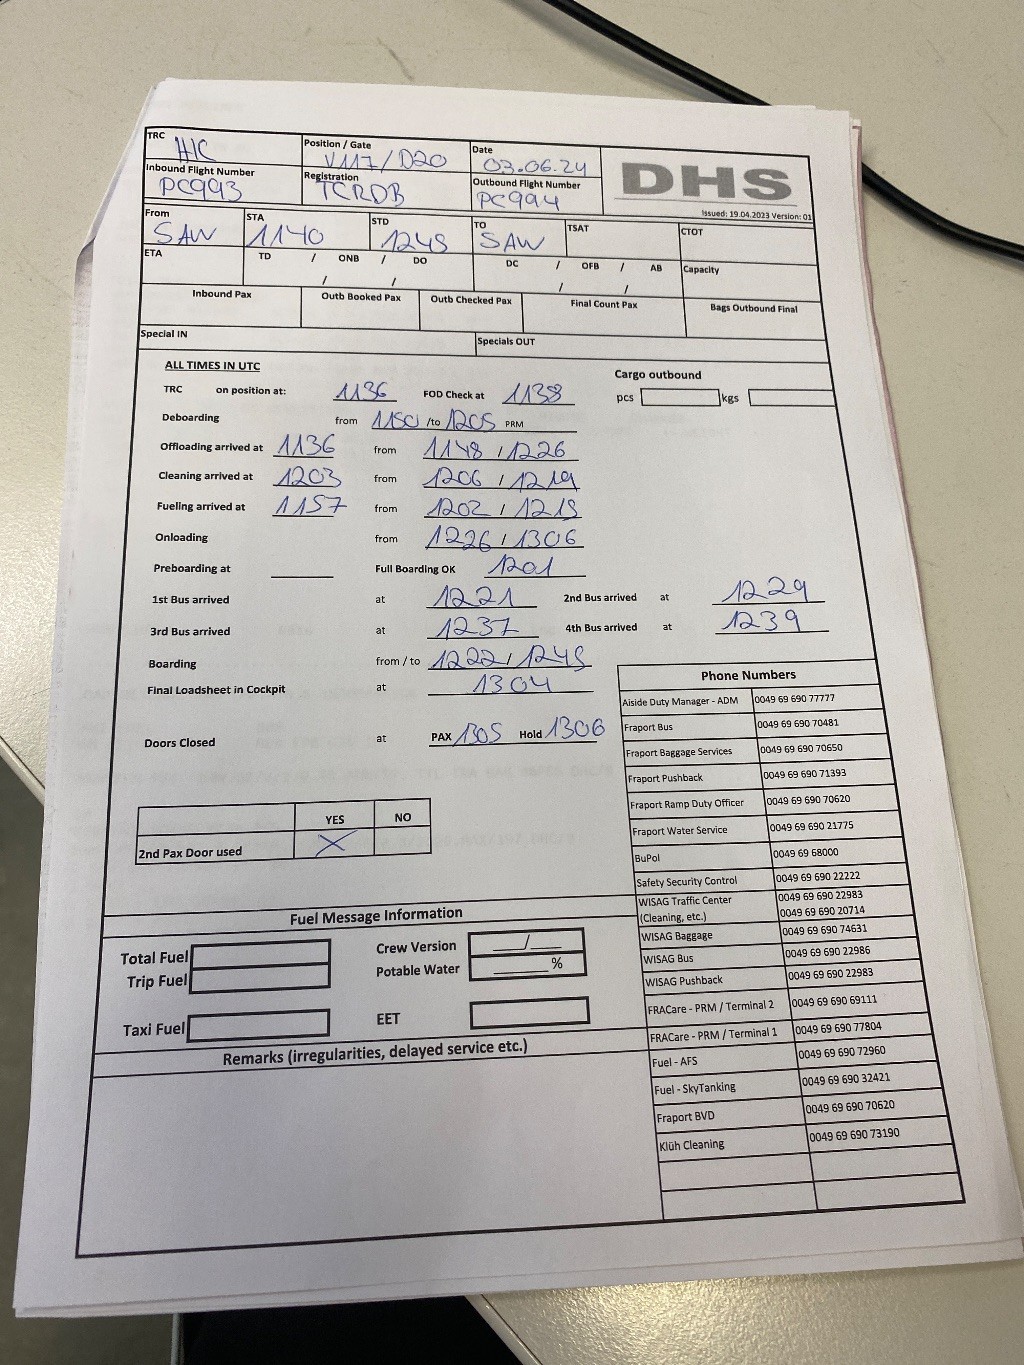 TRC HIC Position / Gate V117/D20 Date 03.06.24 DHS
Inbound Flight Number PC993 Registration TCRDB Outbound Flight Number PC994
Issued: 19.04.2023 Version: 01
From SAW STA 1140 STD 1245 TO SAW TSAT CTOT
ETA TD / ONB / DO DC / OFB / AB Capacity
/ / / /
Inbound Pax Outb Booked Pax Outb Checked Pax Final Count Pax Bags Outbound Final
Special IN Specials OUT
ALL TIMES IN UTC Cargo outbound
TRC on position at: 1136 FOD Check at 1138 pcs kgs
Deboarding from 1150 /to 1205 PRM
Offloading arrived at 1136 from 1148 / 1226
Cleaning arrived at 1203 from 1206 / 1219
Fueling arrived at 1157 from 1202 / 1215
Onloading from 1226 / 1306
Preboarding at Full Boarding OK 1201
1st Bus arrived at 1221 2nd Bus arrived at 1229
3rd Bus arrived at 1237 4th Bus arrived at 1239
Boarding from / to 1222 / 1245
Final Loadsheet in Cockpit at 1304
Doors Closed at PAX 1305 Hold 1306
YES NO
2nd Pax Door used X
Phone Numbers
Aiside Duty Manager - ADM 0049 69 690 77777
Fraport Bus 0049 69 690 70481
Fraport Baggage Services 0049 69 690 70650
Fraport Pushback 0049 69 690 71393
Fraport Ramp Duty Officer 0049 69 690 70620
Fraport Water Service 0049 69 690 21775
BuPol 0049 69 68000
Safety Security Control 0049 69 690 22222
WISAG Traffic Center 0049 69 690 22983
(Cleaning, etc.) 0049 69 690 20714
WISAG Baggage 0049 69 690 74631
WISAG Bus 0049 69 690 22986
WISAG Pushback 0049 69 690 22983
FRACare - PRM / Terminal 2 0049 69 690 69111
FRACare - PRM / Terminal 1 0049 69 690 77804
Fuel - AFS 0049 69 690 72960
Fuel - SkyTanking 0049 69 690 32421
Fraport BVD 0049 69 690 70620
Klüh Cleaning 0049 69 690 73190
Fuel Message Information
Total Fuel Crew Version /
Trip Fuel Potable Water %
Taxi Fuel EET
Remarks (irregularities, delayed service etc.)